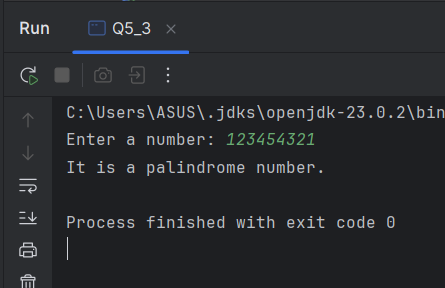 Run
Q5_3
C:\Users\ASUS\.jdks\openjdk-23.0.2\bin
Enter a number: 123454321
It is a palindrome number.
Process finished with exit code 0